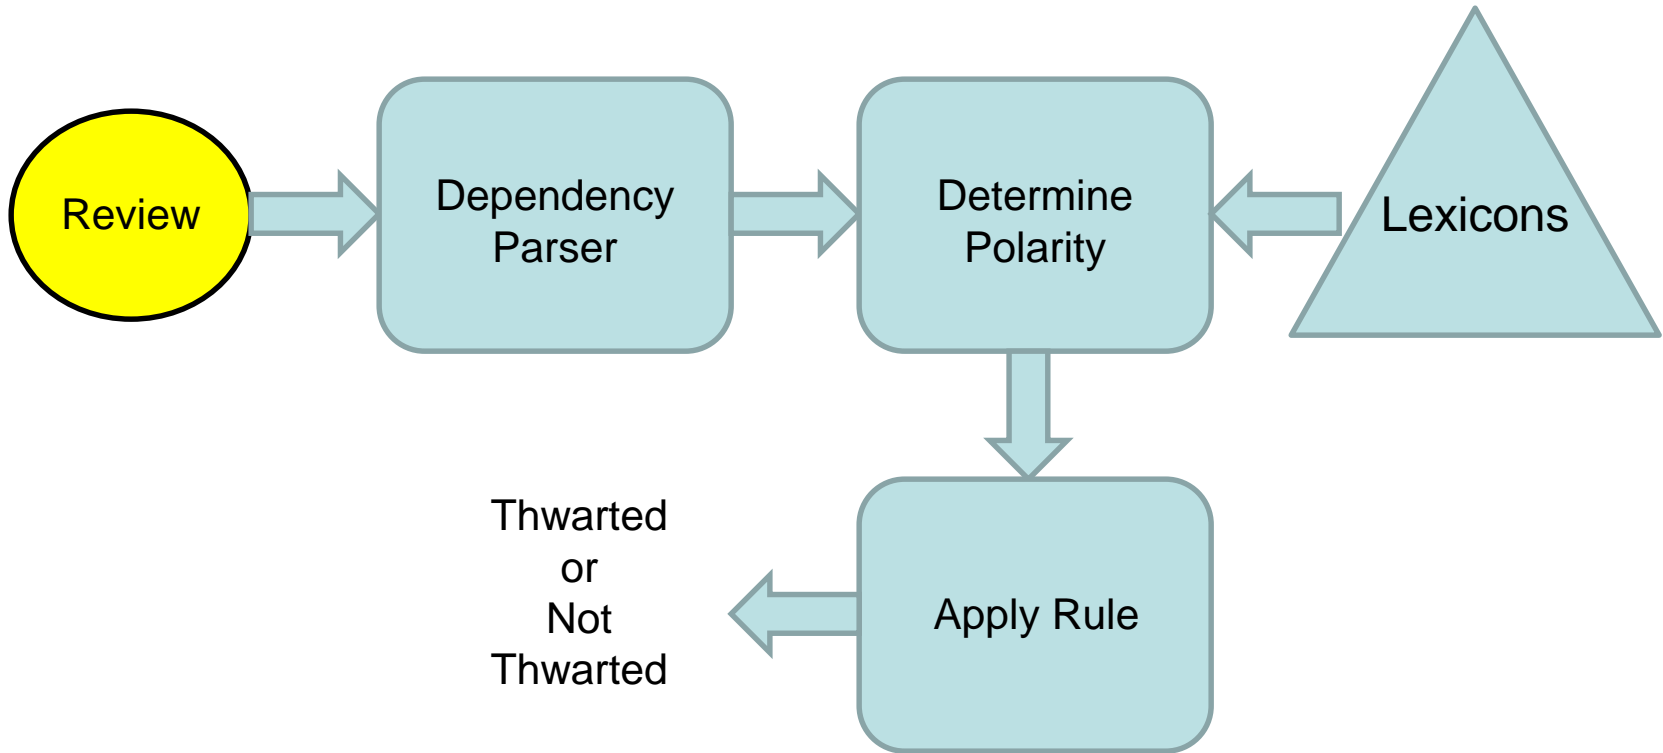 Review
Dependency
Parser
Determine
Polarity
Lexicons
Thwarted
or
Not
Thwarted
Apply Rule